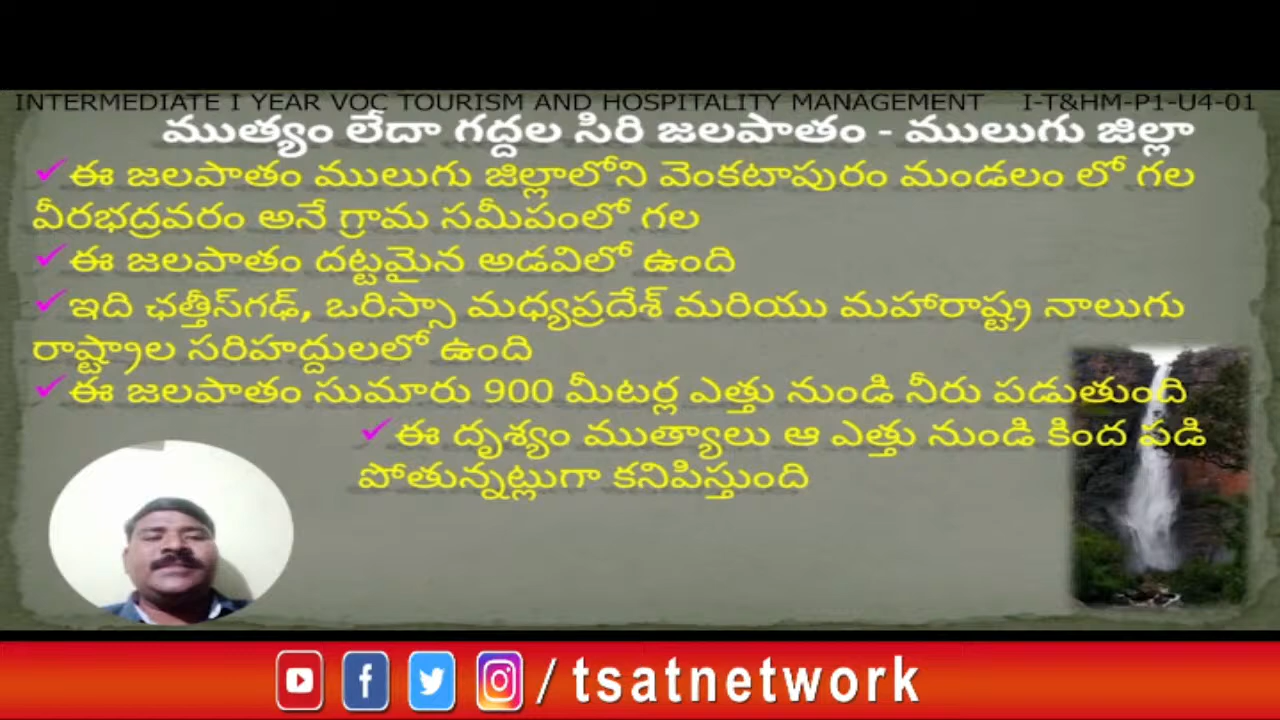 INTERMEDIATE I YEAR VOC TOURISM AND HOSPITALITY MANAGEMENT I-T&HM-P1-U4-01
ముత్యం లేదా గద్దల సిరి జలపాతం - ములుగు జిల్లా
✓ఈ జలపాతం ములుగు జిల్లాలోని వెంకటాపురం మండలం లో గల
వీరభద్రవరం అనే గ్రామ సమీపంలో గల
✓ఈ జలపాతం దట్టమైన అడవిలో ఉంది
✓ఇది ఛత్తీస్‌గఢ్, ఒరిస్సా మధ్యప్రదేశ్ మరియు మహారాష్ట్ర నాలుగు
రాష్ట్రాల సరిహద్దులలో ఉంది
✓ఈ జలపాతం సుమారు 900 మీటర్ల ఎత్తు నుండి నీరు పడుతుంది
✓ఈ దృశ్యం ముత్యాలు ఆ ఎత్తు నుండి కింద పడి
పోతున్నట్లుగా కనిపిస్తుంది
/ tsatnetwork